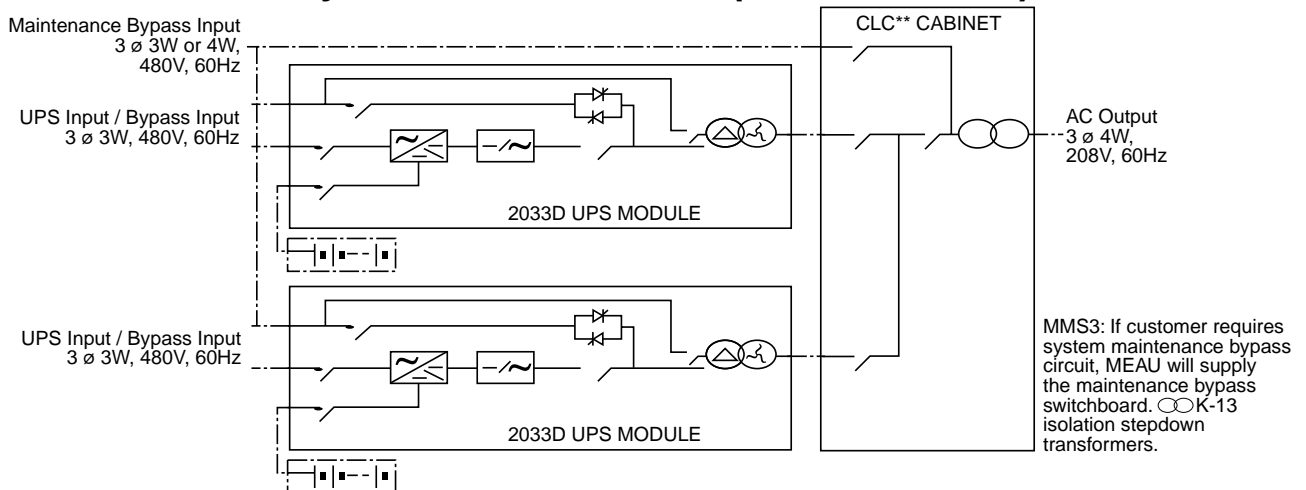 Maintenance Bypass Input
3 ø 3W or 4W,
480V, 60Hz
CLC** CABINET
UPS Input / Bypass Input
3 ø 3W, 480V, 60Hz
AC Output
3 ø 4W,
208V, 60Hz
2033D UPS MODULE
UPS Input / Bypass Input
3 ø 3W, 480V, 60Hz
2033D UPS MODULE
MMS3: If customer requires
system maintenance bypass
circuit, MEAU will supply
the maintenance bypass
switchboard. K-13
isolation stepdown
transformers.